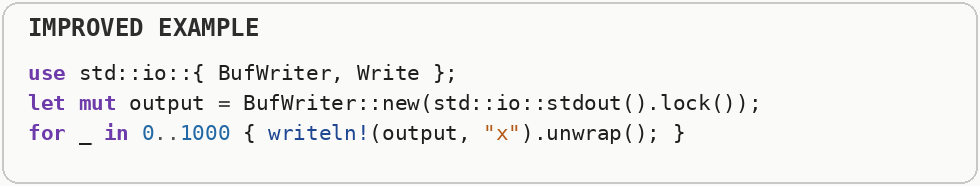 IMPROVED EXAMPLE
use std::io::{ BufWriter, Write };
let mut output = BufWriter::new(std::io::stdout().lock());
for _ in 0..1000 { writeln!(output, "x").unwrap(); }